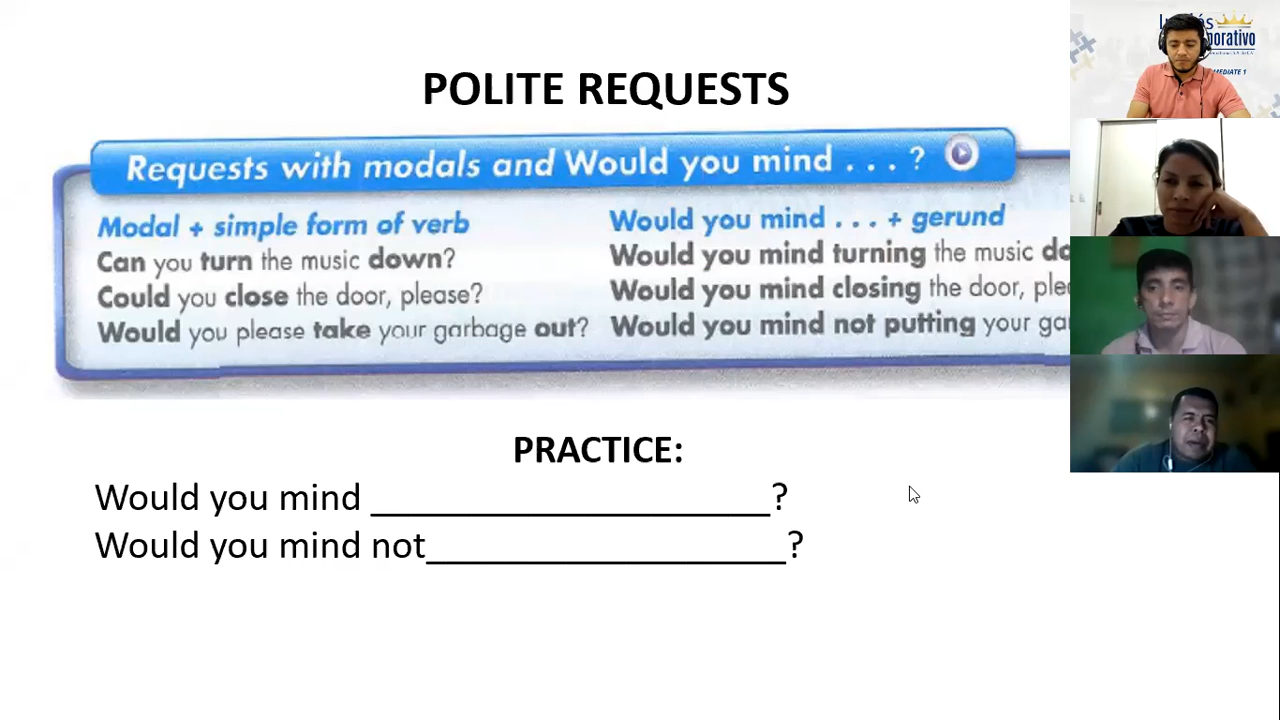 POLITE REQUESTS
Requests with modals and Would you mind . . . ?
Modal + simple form of verb
Can you turn the music down?
Could you close the door, please?
Would you please take your garbage out?
Would you mind . . . + gerund
Would you mind turning the music
Would you mind closing the door,
Would you mind not putting your
PRACTICE:
Would you mind ____________________?
Would you mind not__________________?